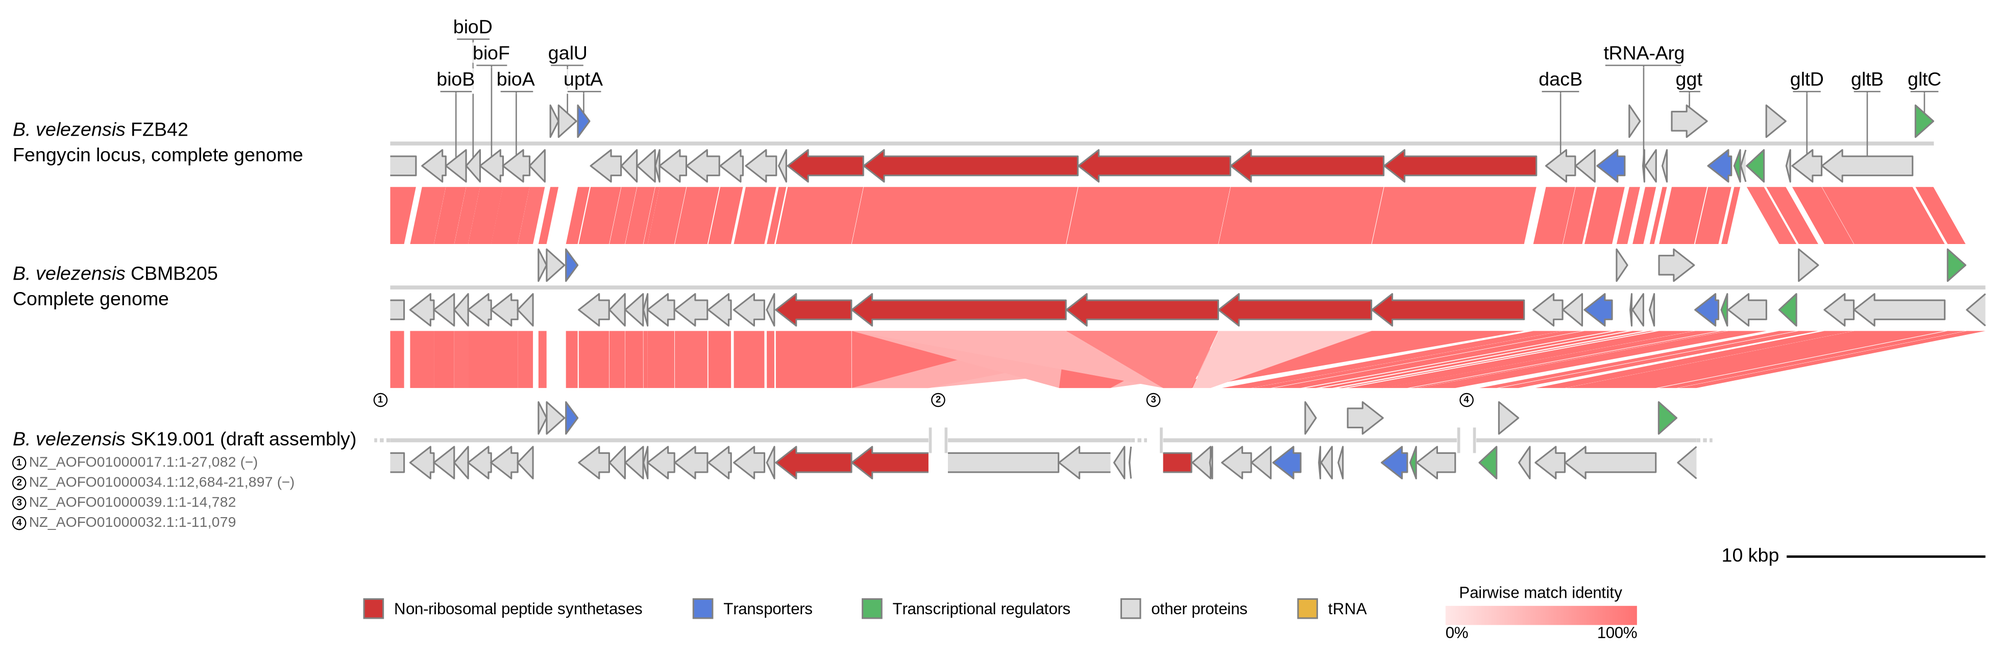 bioD
bioF
galU
tRNA-Arg
bioB
bioA
uptA
dacB
ggt
gltD
gltB
gltC
B. velezensis FZB42
Fengycin locus, complete genome
B. velezensis CBMB205
Complete genome
1
2
3
4
B. velezensis SK19.001 (draft assembly)
1 NZ_AOFO01000017.1:1-27,082 (−)
2 NZ_AOFO01000034.1:12,684-21,897 (−)
3 NZ_AOFO01000039.1:1-14,782
4 NZ_AOFO01000032.1:1-11,079
10 kbp
Non-ribosomal peptide synthetases
Transporters
Transcriptional regulators
other proteins
tRNA
Pairwise match identity
0%
100%